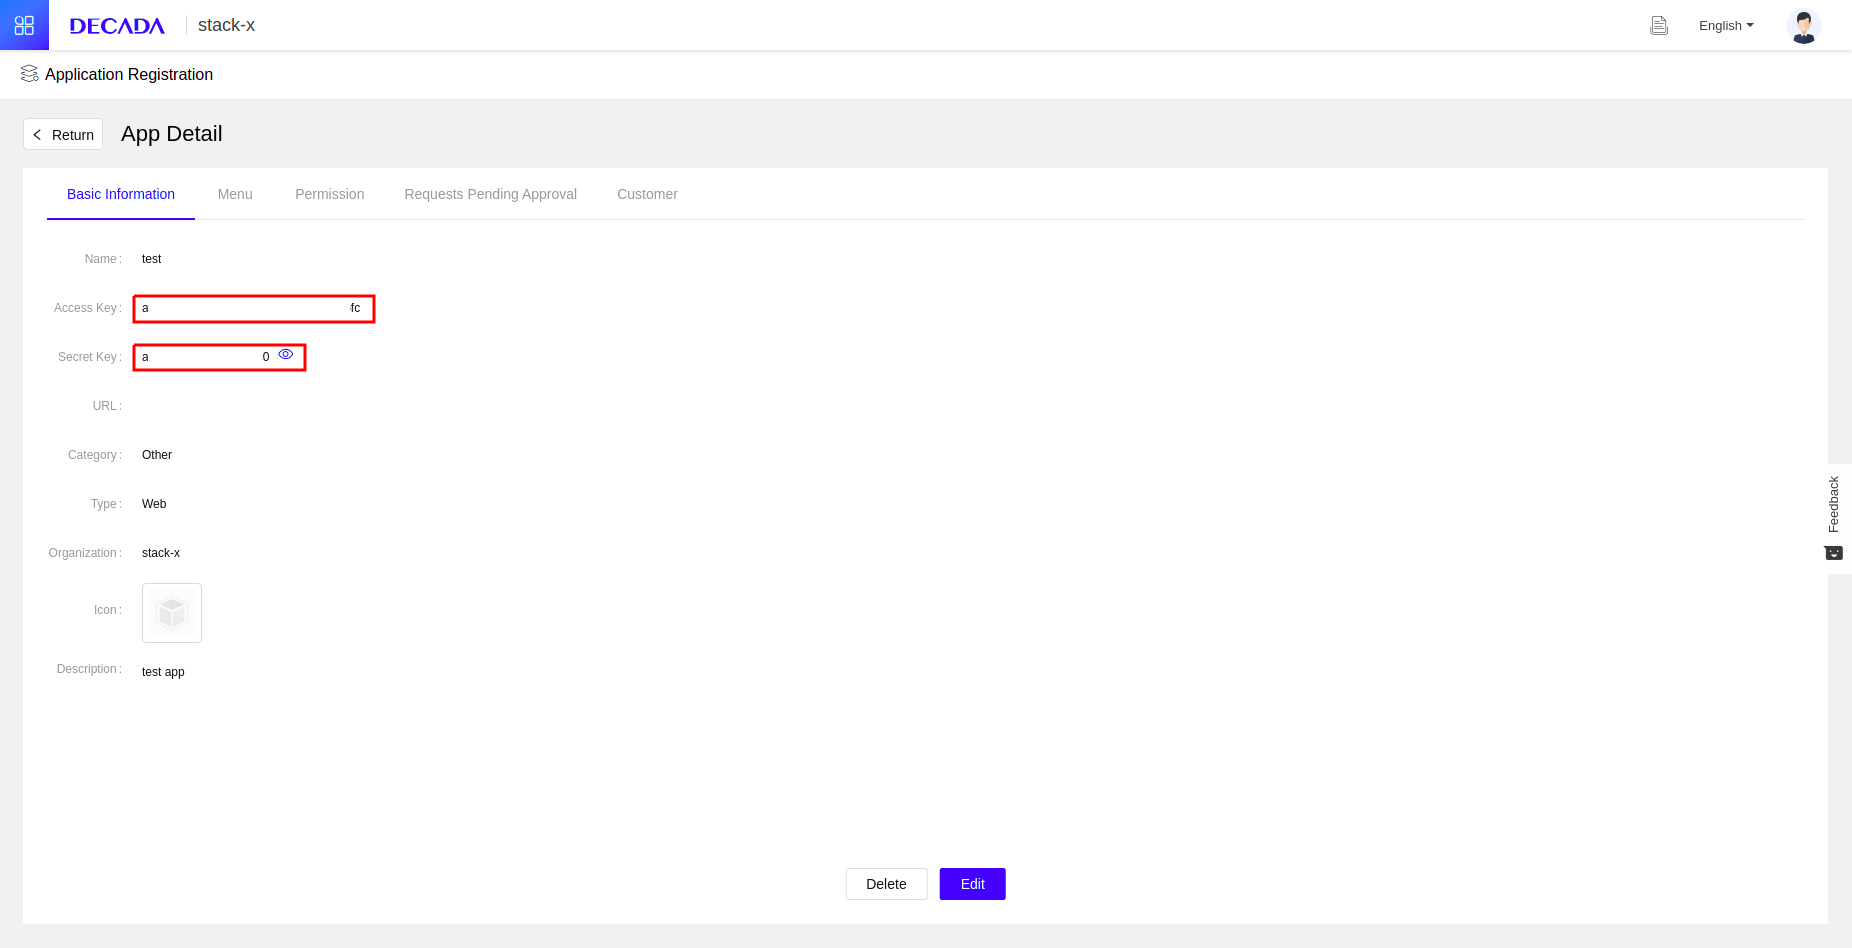 DECADA stack-x English
Application Registration
Return App Detail
Basic Information Menu Permission Requests Pending Approval Customer
Name : test
Access Key : a fc
Secret Key : a 0
URL :
Category : Other
Type : Web
Organization : stack-x
Icon :
Description : test app
Feedback
Delete Edit